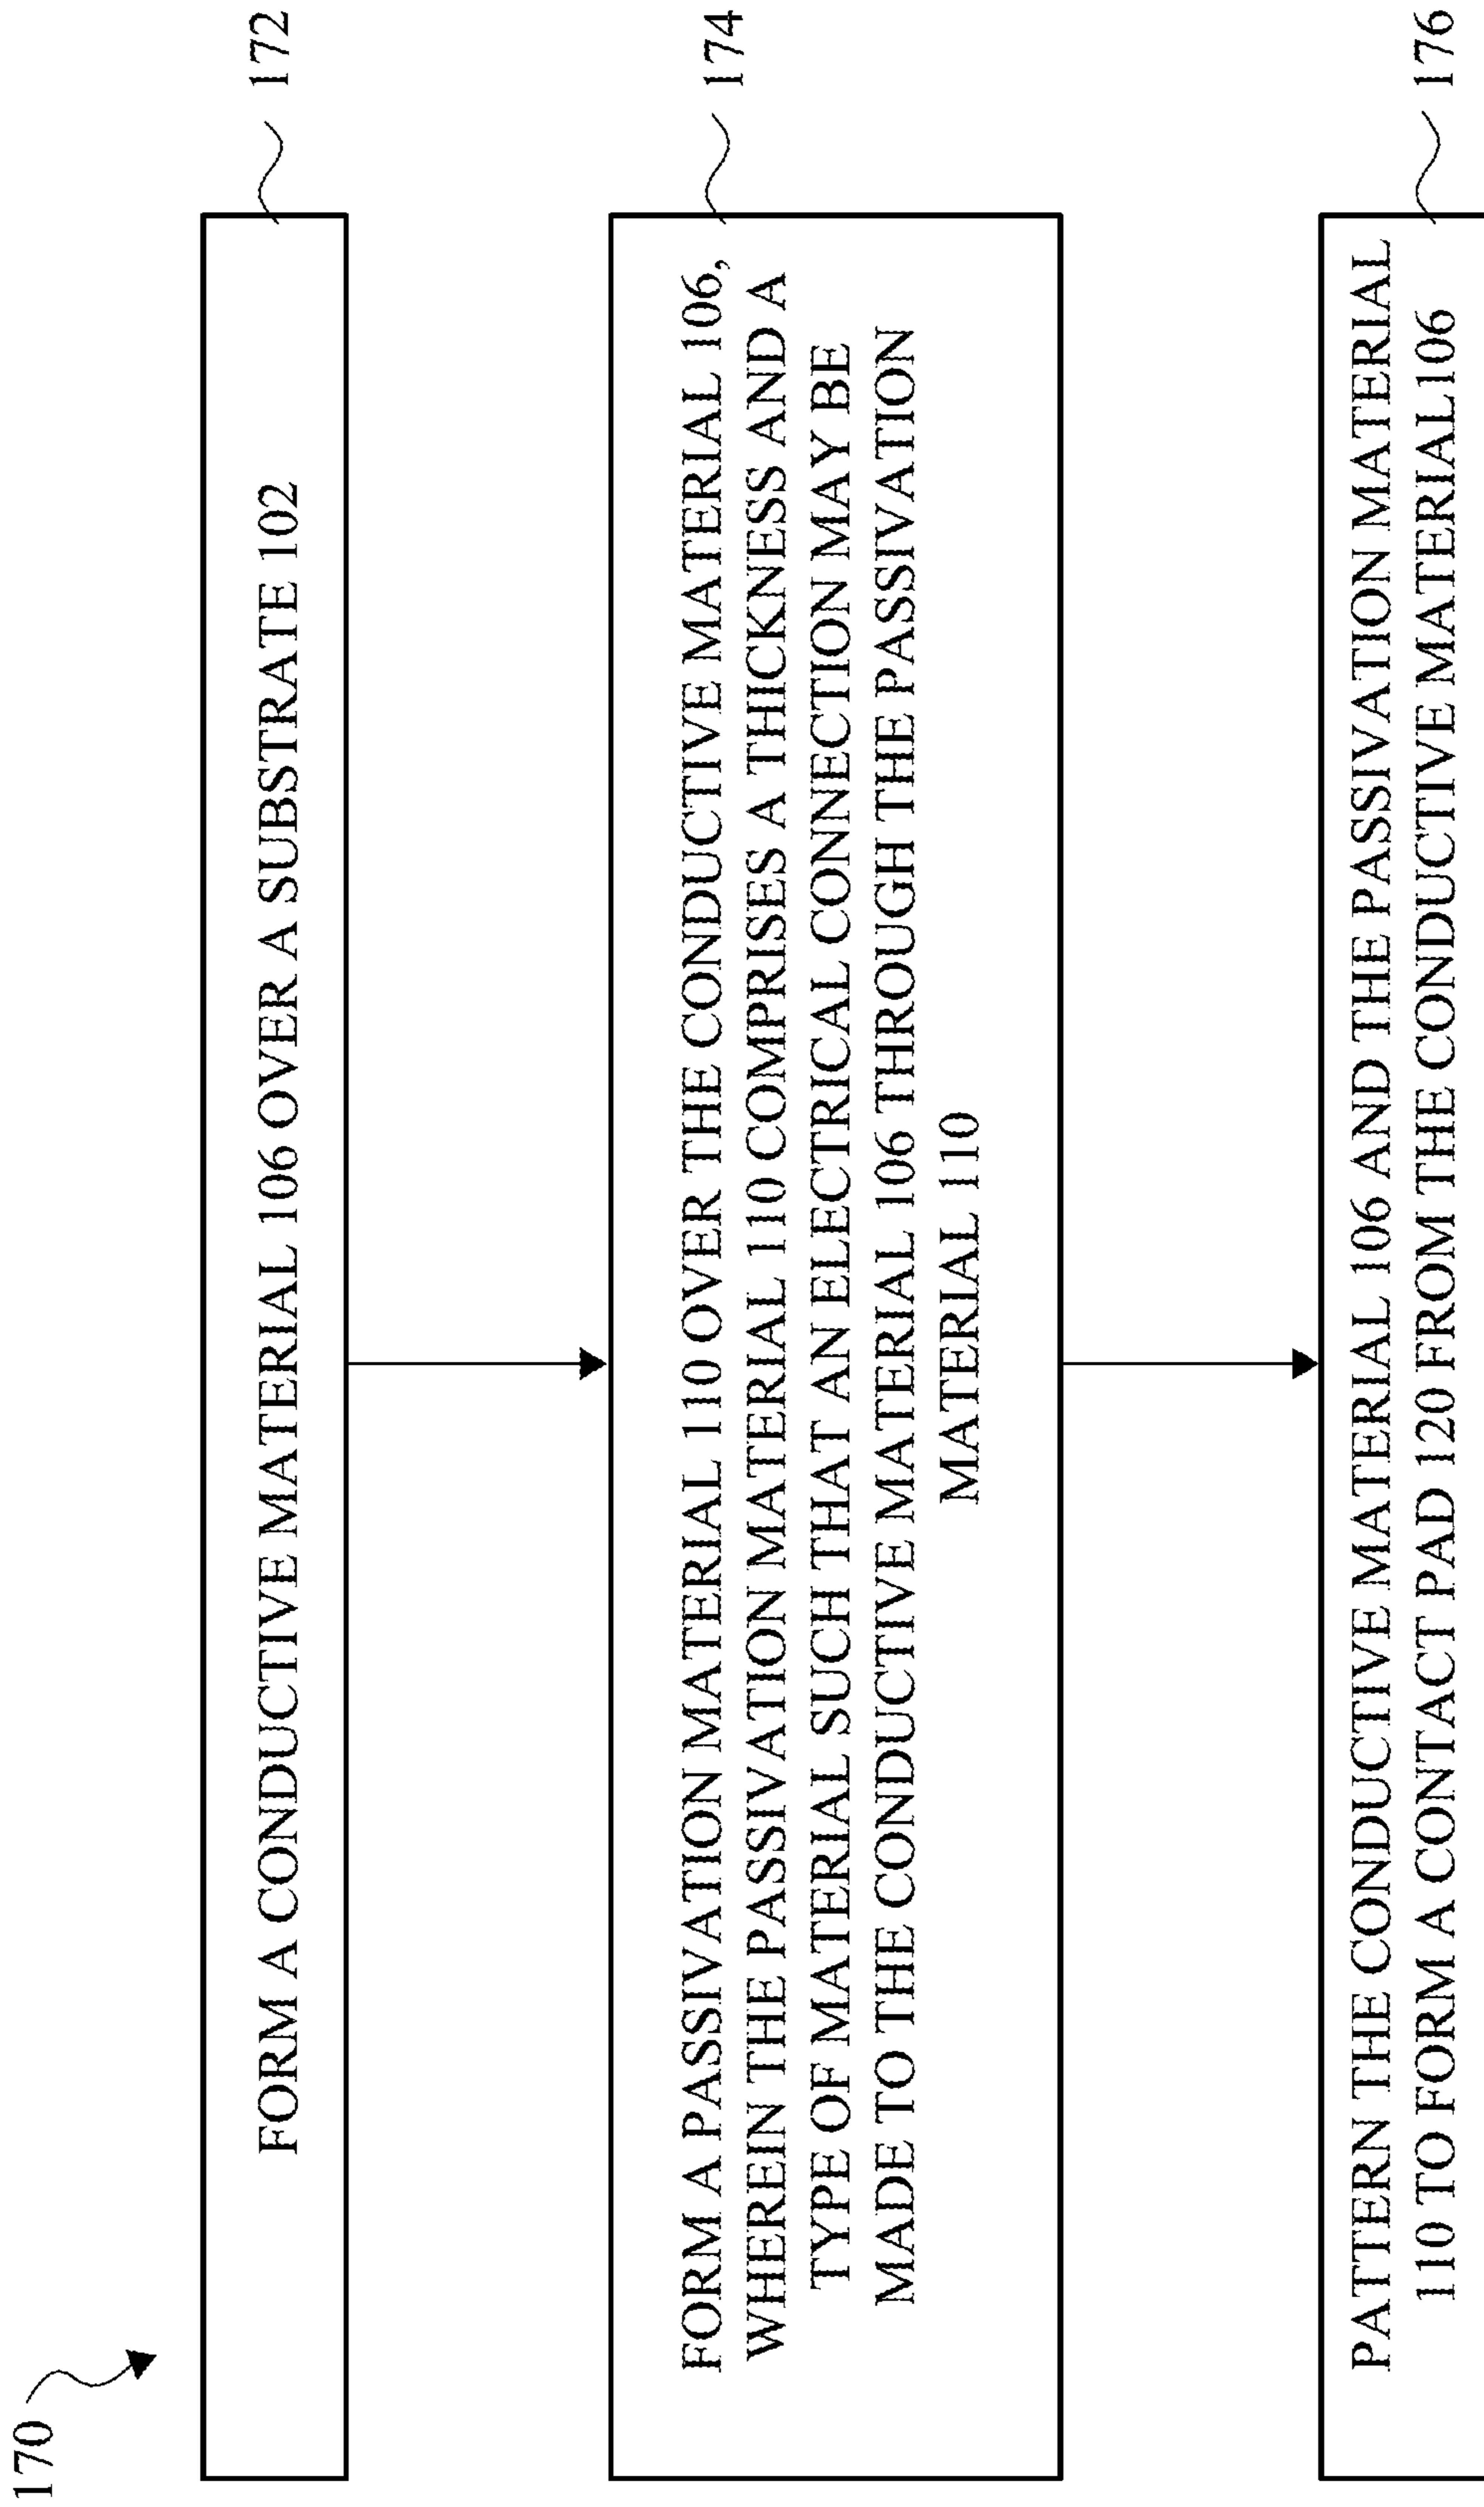 170
FORM A CONDUCTIVE MATERIAL 106 OVER A SUBSTRATE 102
172
FORM A PASSIVATION MATERIAL 110 OVER THE CONDUCTIVE MATERIAL 106,
WHEREIN THE PASSIVATION MATERIAL 110 COMPRISES A THICKNESS AND A
TYPE OF MATERIAL SUCH THAT AN ELECTRICAL CONNECTION MAY BE
MADE TO THE CONDUCTIVE MATERIAL 106 THROUGH THE PASSIVATION
MATERIAL 110
174
PATTERN THE CONDUCTIVE MATERIAL 106 AND THE PASSIVATION MATERIAL
110 TO FORM A CONTACT PAD 120 FROM THE CONDUCTIVE MATERIAL106
176